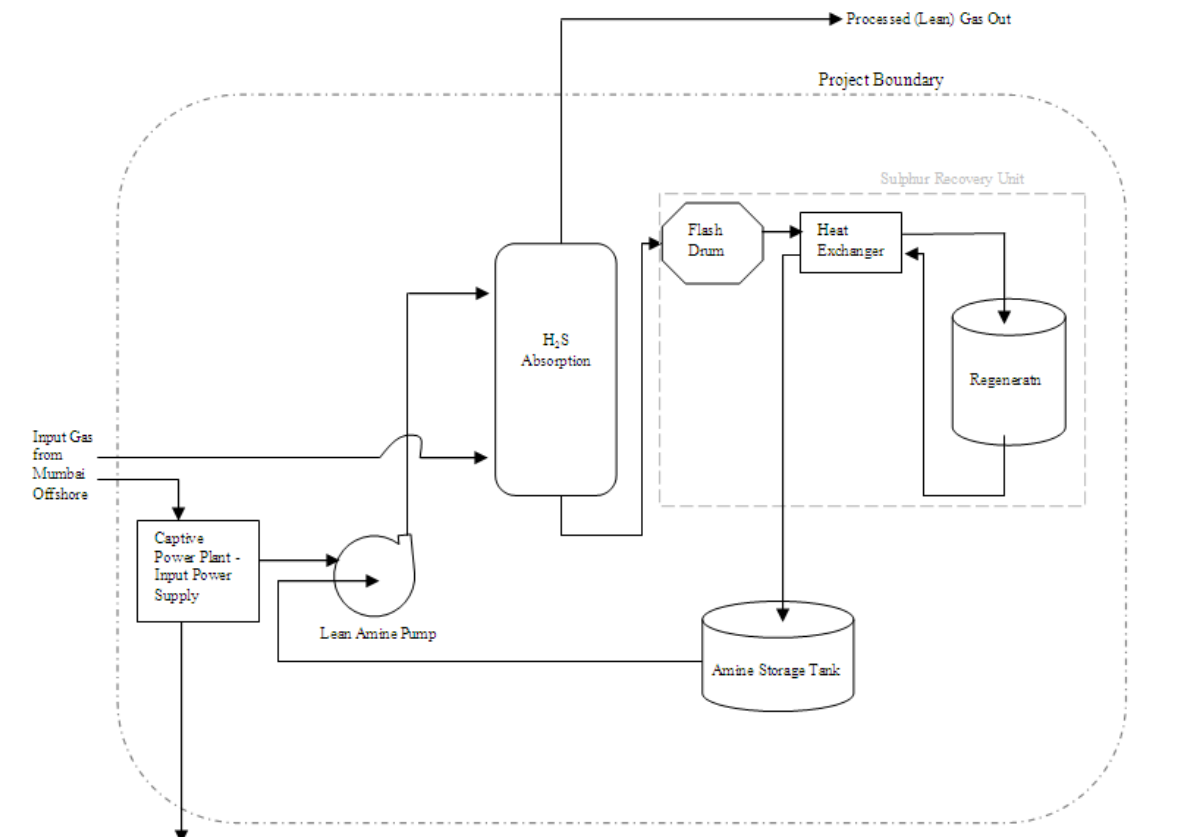 Processed (Lean) Gas Out
Project Boundary
Sulphur Recovery Unit
Flash
Drum
Heat
Exchanger
H₂S
Absorption
Regeneratn
Input Gas
from
Mumbai
Offshore
Captive
Power Plant -
Input Power
Supply
Lean Amine Pump
Amine Storage Tank